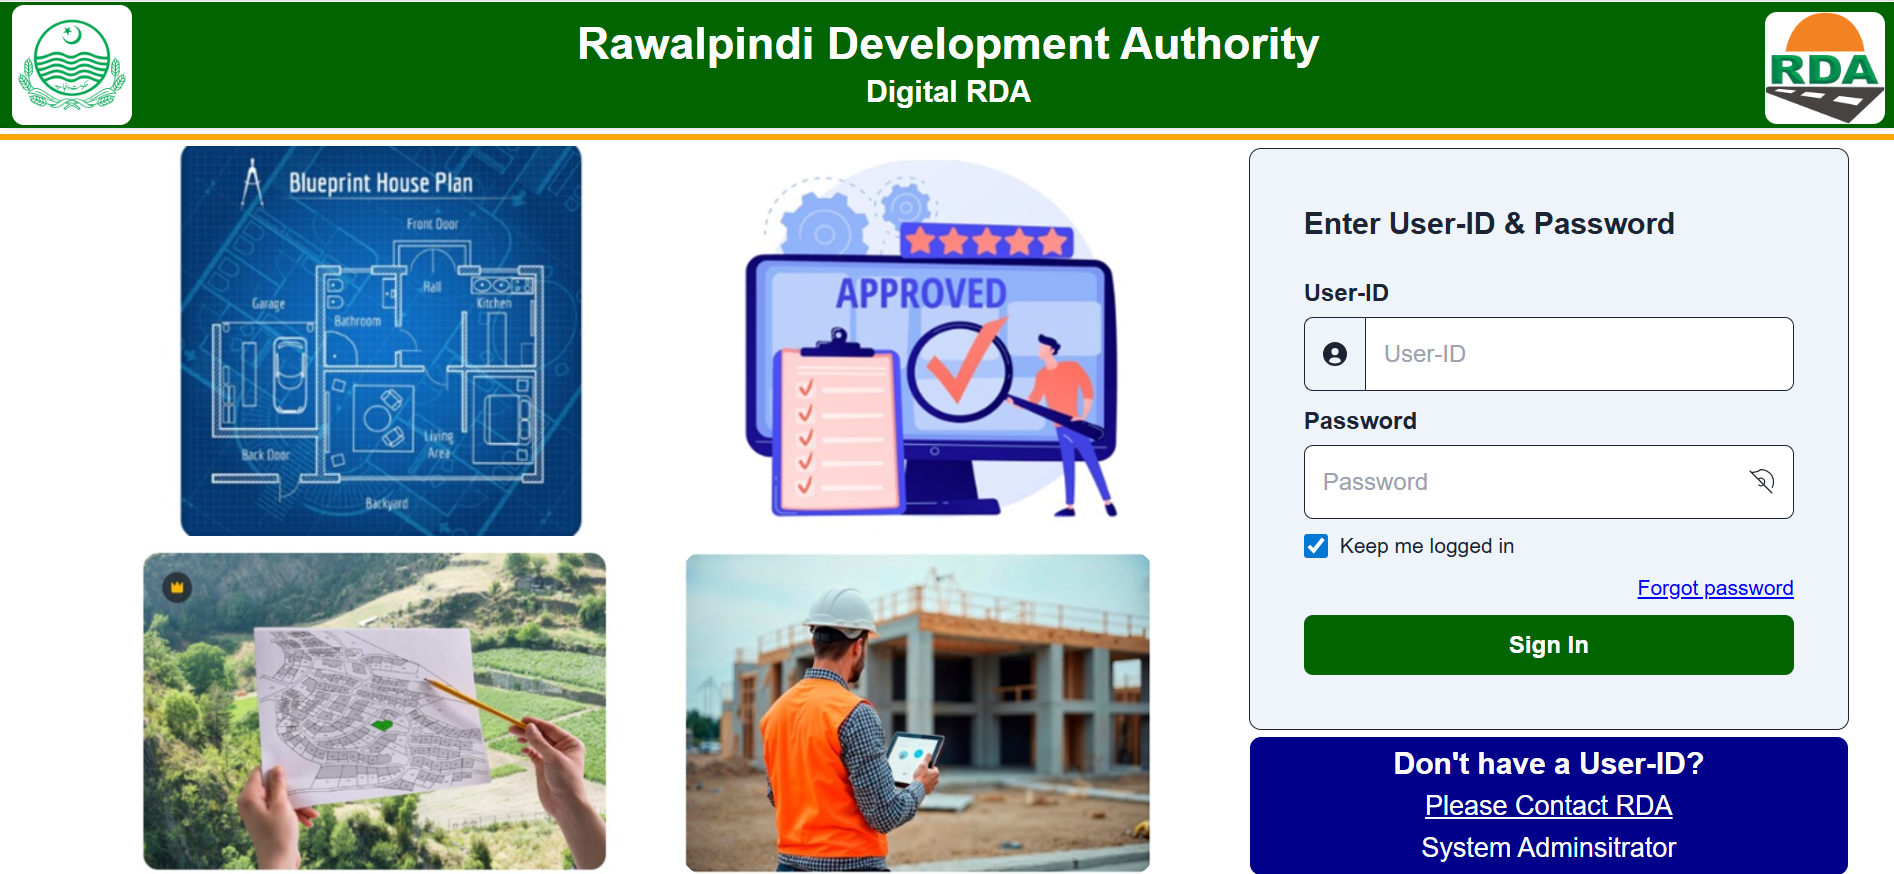 Rawalpindi Development Authority
Digital RDA
RDA
Blueprint House Plan
Front Door
Hall
Kitchen
Garage
Bathroom
Living
Area
Back Door
Backyard
APPROVED
Enter User-ID & Password
User-ID
User-ID
Password
Password
Keep me logged in
Forgot password
Sign In
Don't have a User-ID?
Please Contact RDA
System Adminsitrator